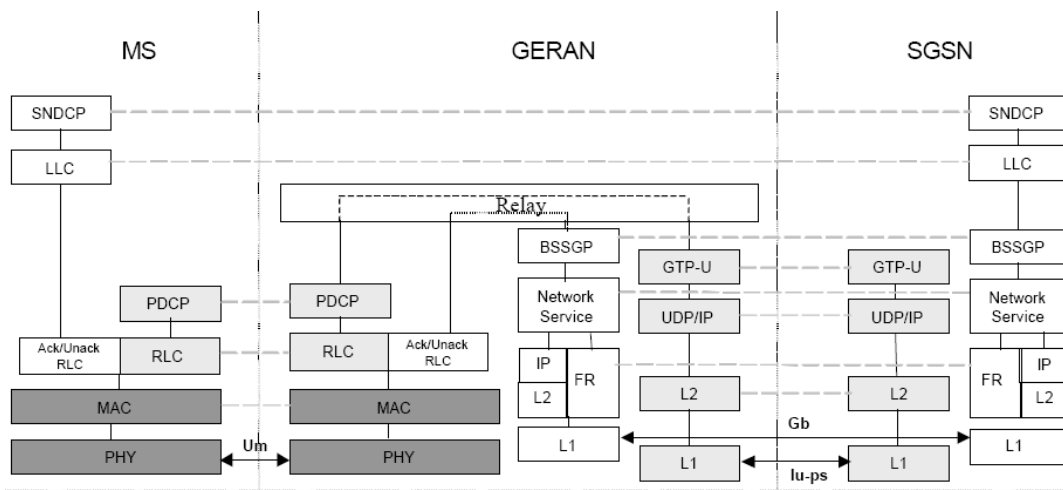 MS
GERAN
SGSN
SNDCP
SNDCP
LLC
LLC
Relay
BSSGP
BSSGP
GTP-U
GTP-U
PDCP
PDCP
Network
Service
Network
Service
UDP/IP
UDP/IP
Ack/Unack
RLC
RLC
RLC
Ack/Unack
RLC
IP
FR
L2
FR
IP
L2
MAC
MAC
L2
L2
Gb
PHY
Um
PHY
L1
L1
L1
Iu-ps
L1